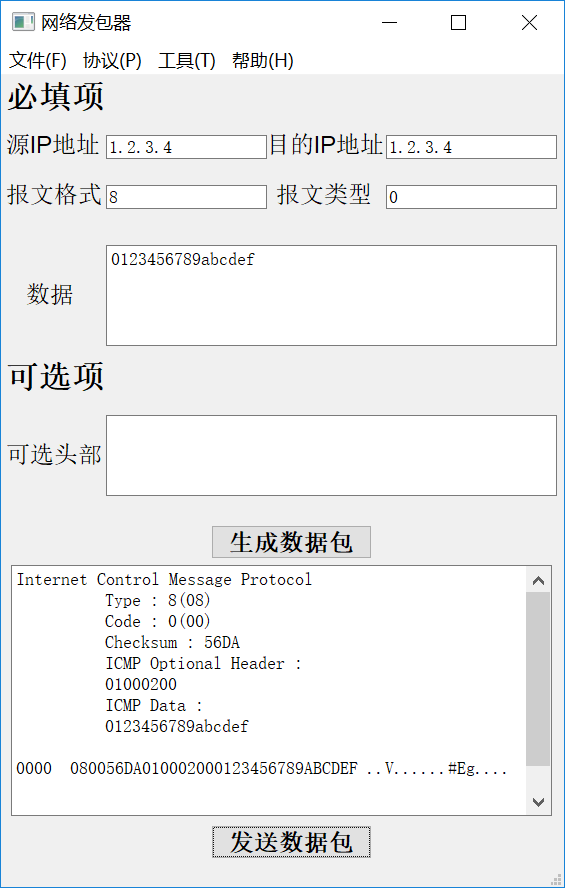 网络发包器
文件(F) 协议(P) 工具(T) 帮助(H)
必填项
源IP地址 1.2.3.4 目的IP地址 1.2.3.4
报文格式 8 报文类型 0
数据 0123456789abcdef
可选项
可选头部
生成数据包
Internet Control Message Protocol
Type : 8(08)
Code : 0(00)
Checksum : 56DA
ICMP Optional Header :
01000200
ICMP Data :
0123456789abcdef
0000 080056DA010002000123456789ABCDEF ..V......#Eg....
发送数据包